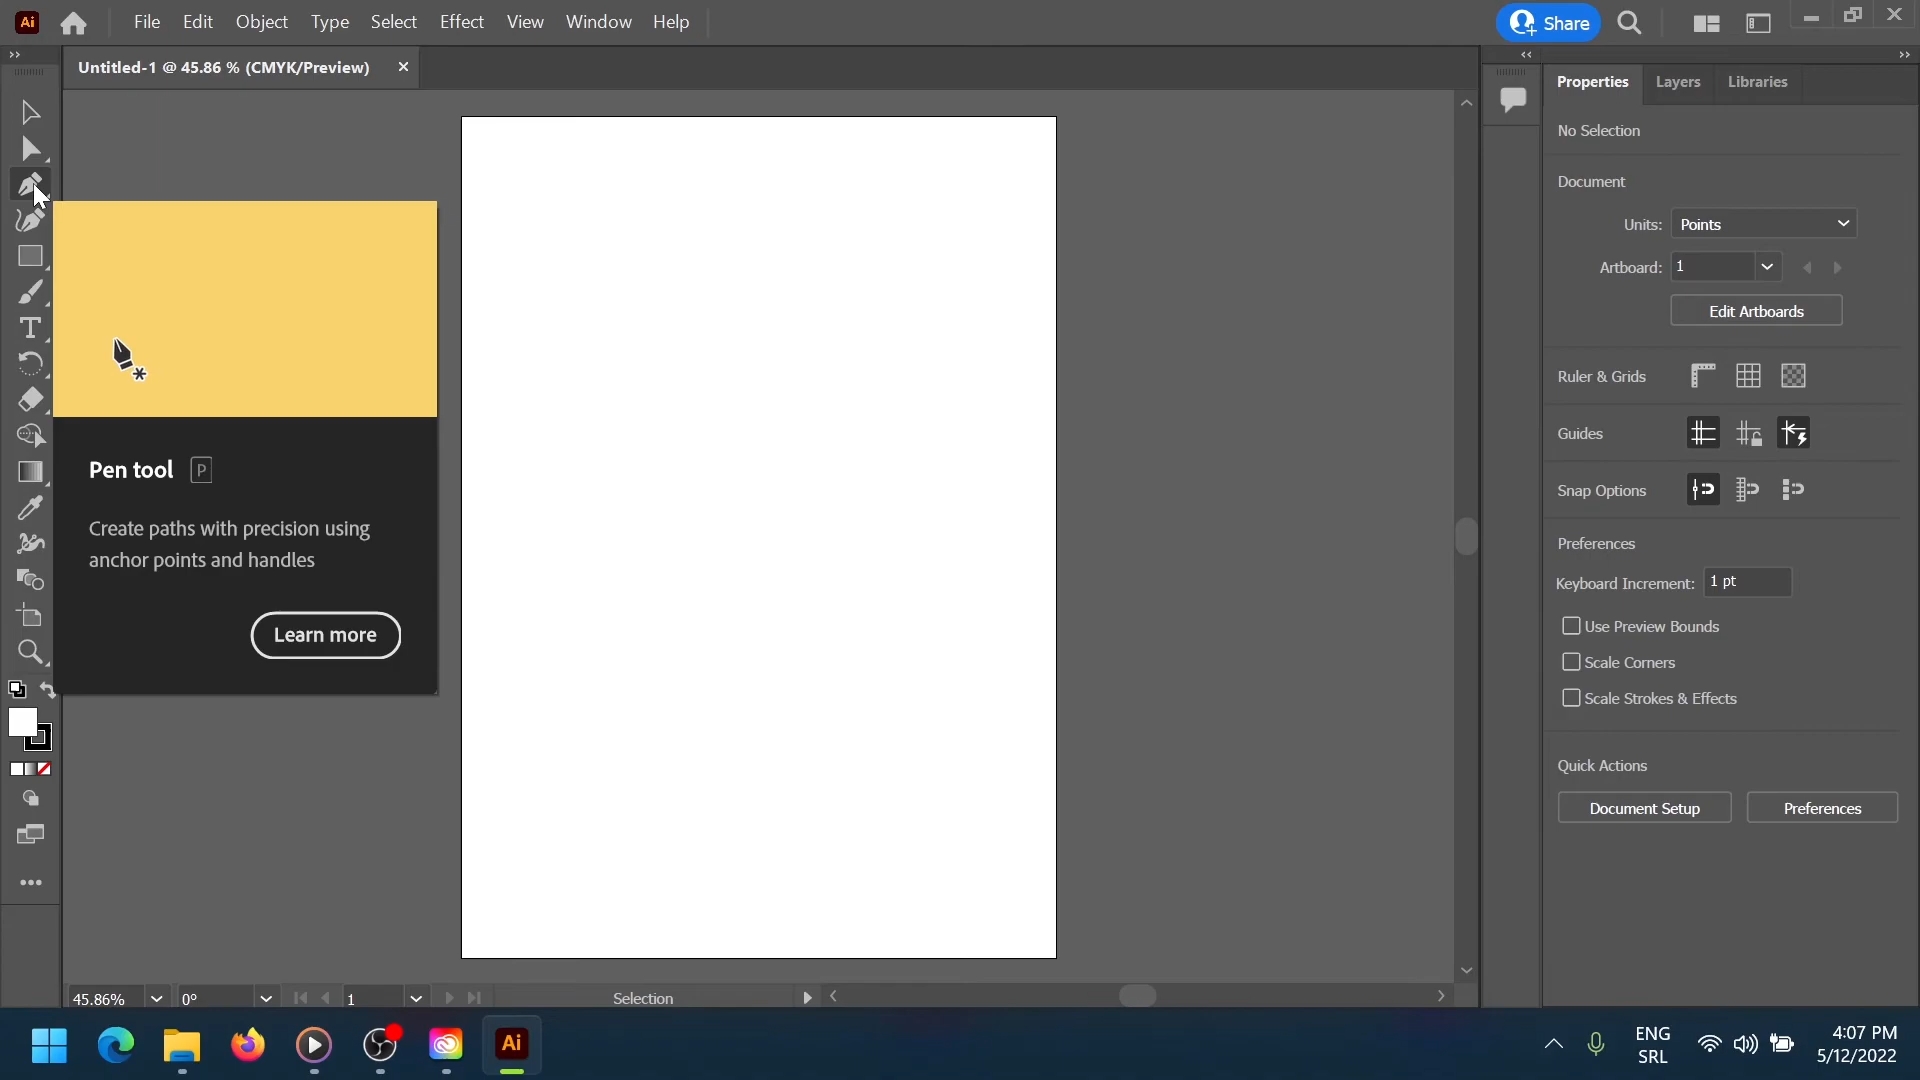 Ai File Edit Object Type Select Effect View Window Help Share
Untitled-1 @ 45.86 % (CMYK/Preview)
Properties Layers Libraries
No Selection
Document
Units: Points
Artboard: 1
Edit Artboards
Ruler & Grids
Guides
Snap Options
Preferences
Keyboard Increment: 1 pt
Use Preview Bounds
Scale Corners
Scale Strokes & Effects
Quick Actions
Document Setup Preferences
T
Pen tool P
Create paths with precision using
anchor points and handles
Learn more
45.86% 0° 1 Selection
Ai
ENG
SRL
4:07 PM
5/12/2022